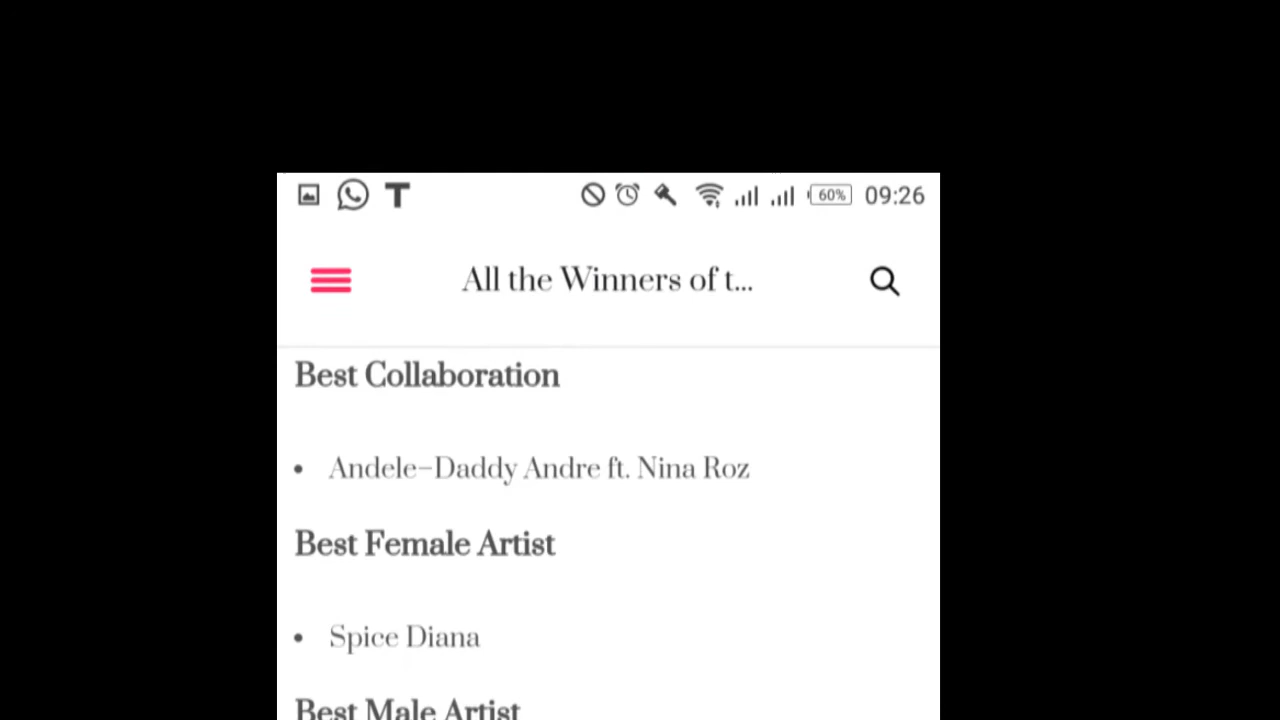 60% 09:26
All the Winners of t...
Best Collaboration
• Andele–Daddy Andre ft. Nina Roz
Best Female Artist
• Spice Diana
Best Male Artist